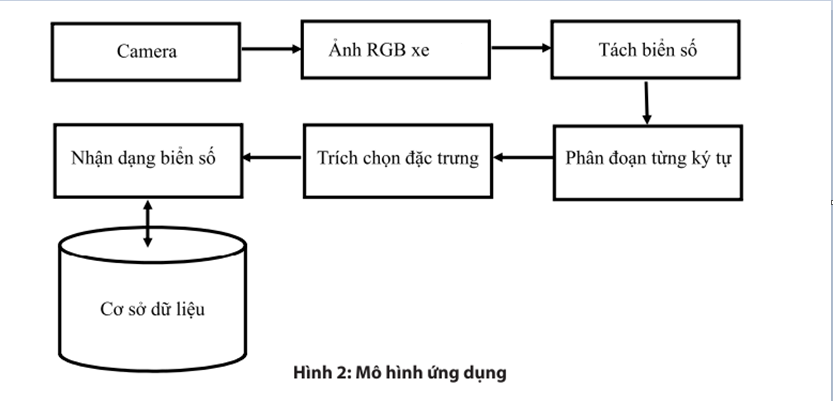 Camera
Ảnh RGB xe
Tách biển số
Phân đoạn từng ký tự
Trích chọn đặc trưng
Nhận dạng biển số
Cơ sở dữ liệu
Hình 2: Mô hình ứng dụng